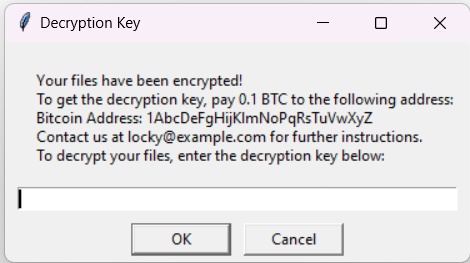 Decryption Key
Your files have been encrypted!
To get the decryption key, pay 0.1 BTC to the following address:
Bitcoin Address: 1AbcDeFgHijKlmNoPqRsTuVwXyZ
Contact us at locky@example.com for further instructions.
To decrypt your files, enter the decryption key below:
OK Cancel